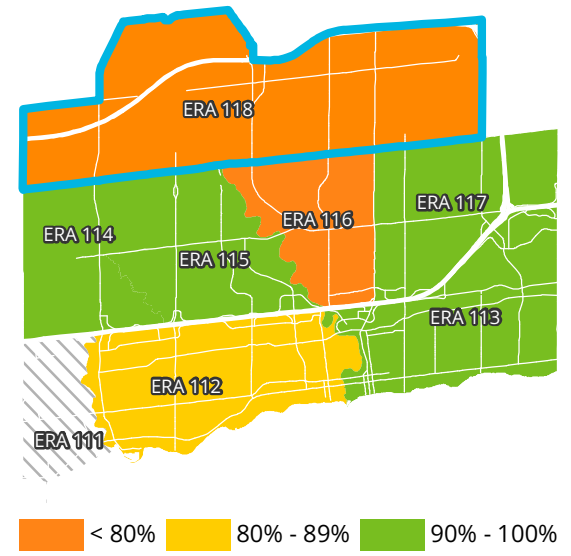 ERA 118
ERA 117
ERA 116
ERA 114
ERA 115
ERA 113
ERA 112
ERA 111
< 80% 80% - 89% 90% - 100%